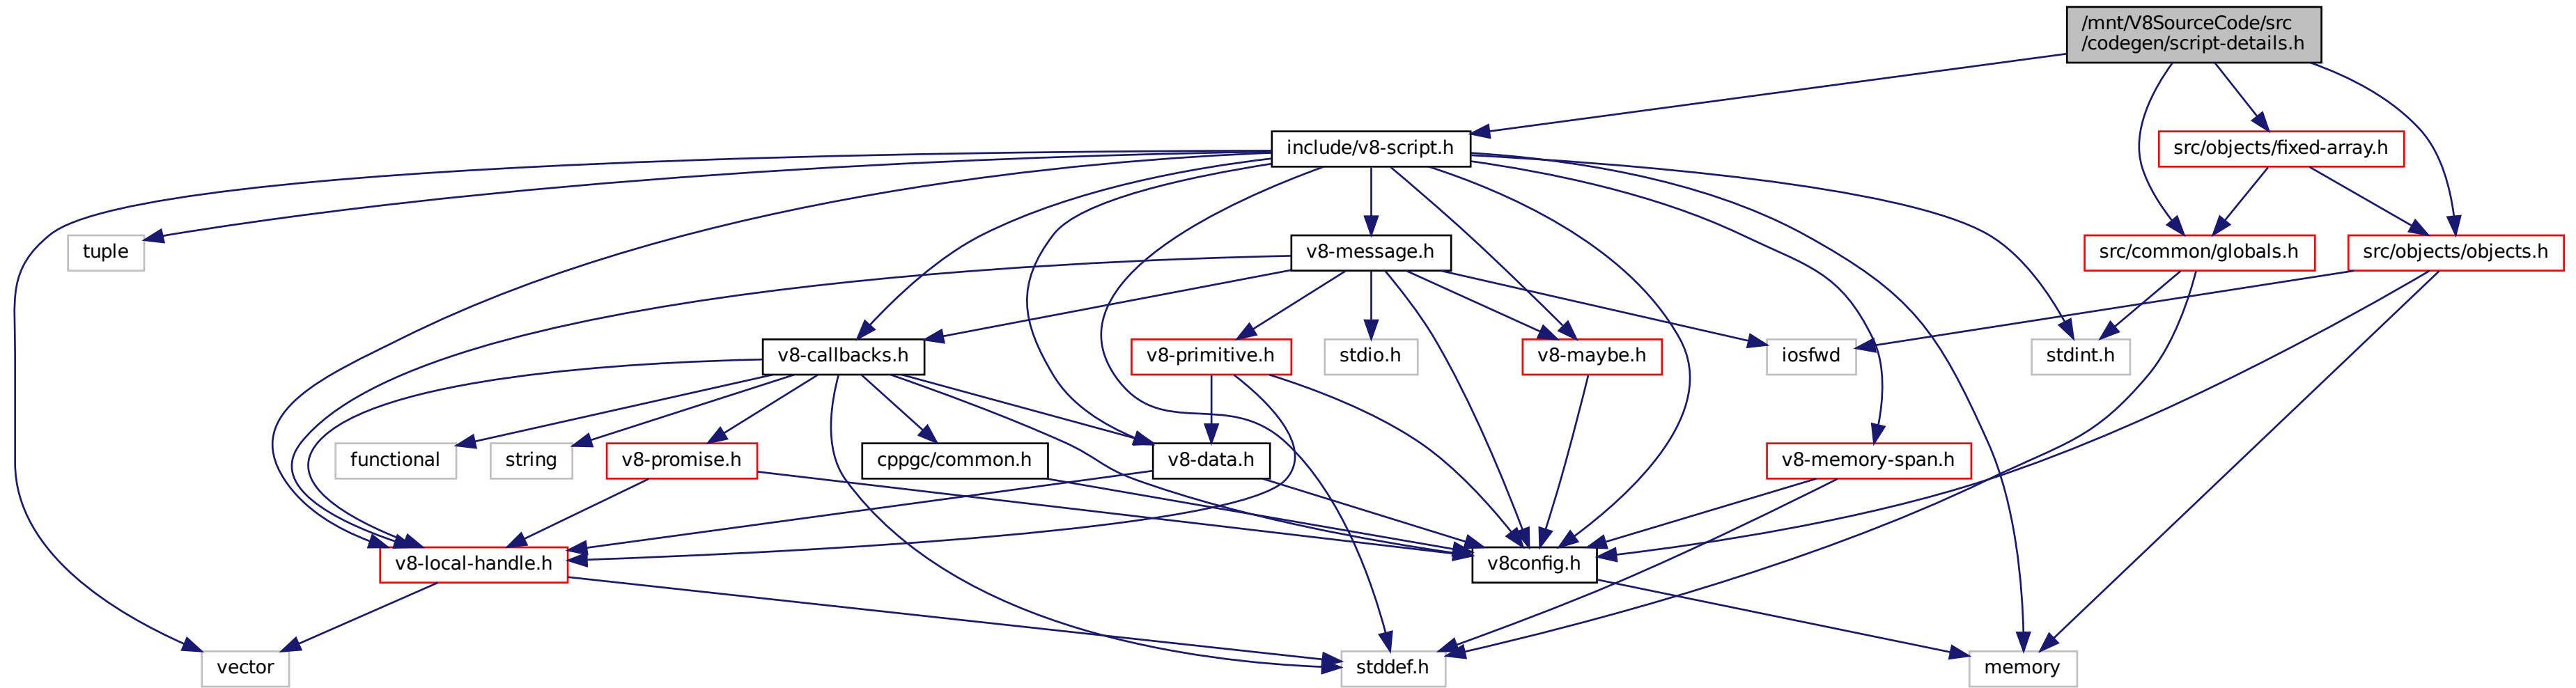 /mnt/V8SourceCode/src
/codegen/script-details.h
include/v8-script.h
src/objects/fixed-array.h
tuple
v8-message.h
src/common/globals.h
src/objects/objects.h
v8-callbacks.h
v8-primitive.h
stdio.h
v8-maybe.h
iosfwd
stdint.h
functional
string
v8-promise.h
cppgc/common.h
v8-data.h
v8-memory-span.h
v8-local-handle.h
v8config.h
vector
stddef.h
memory